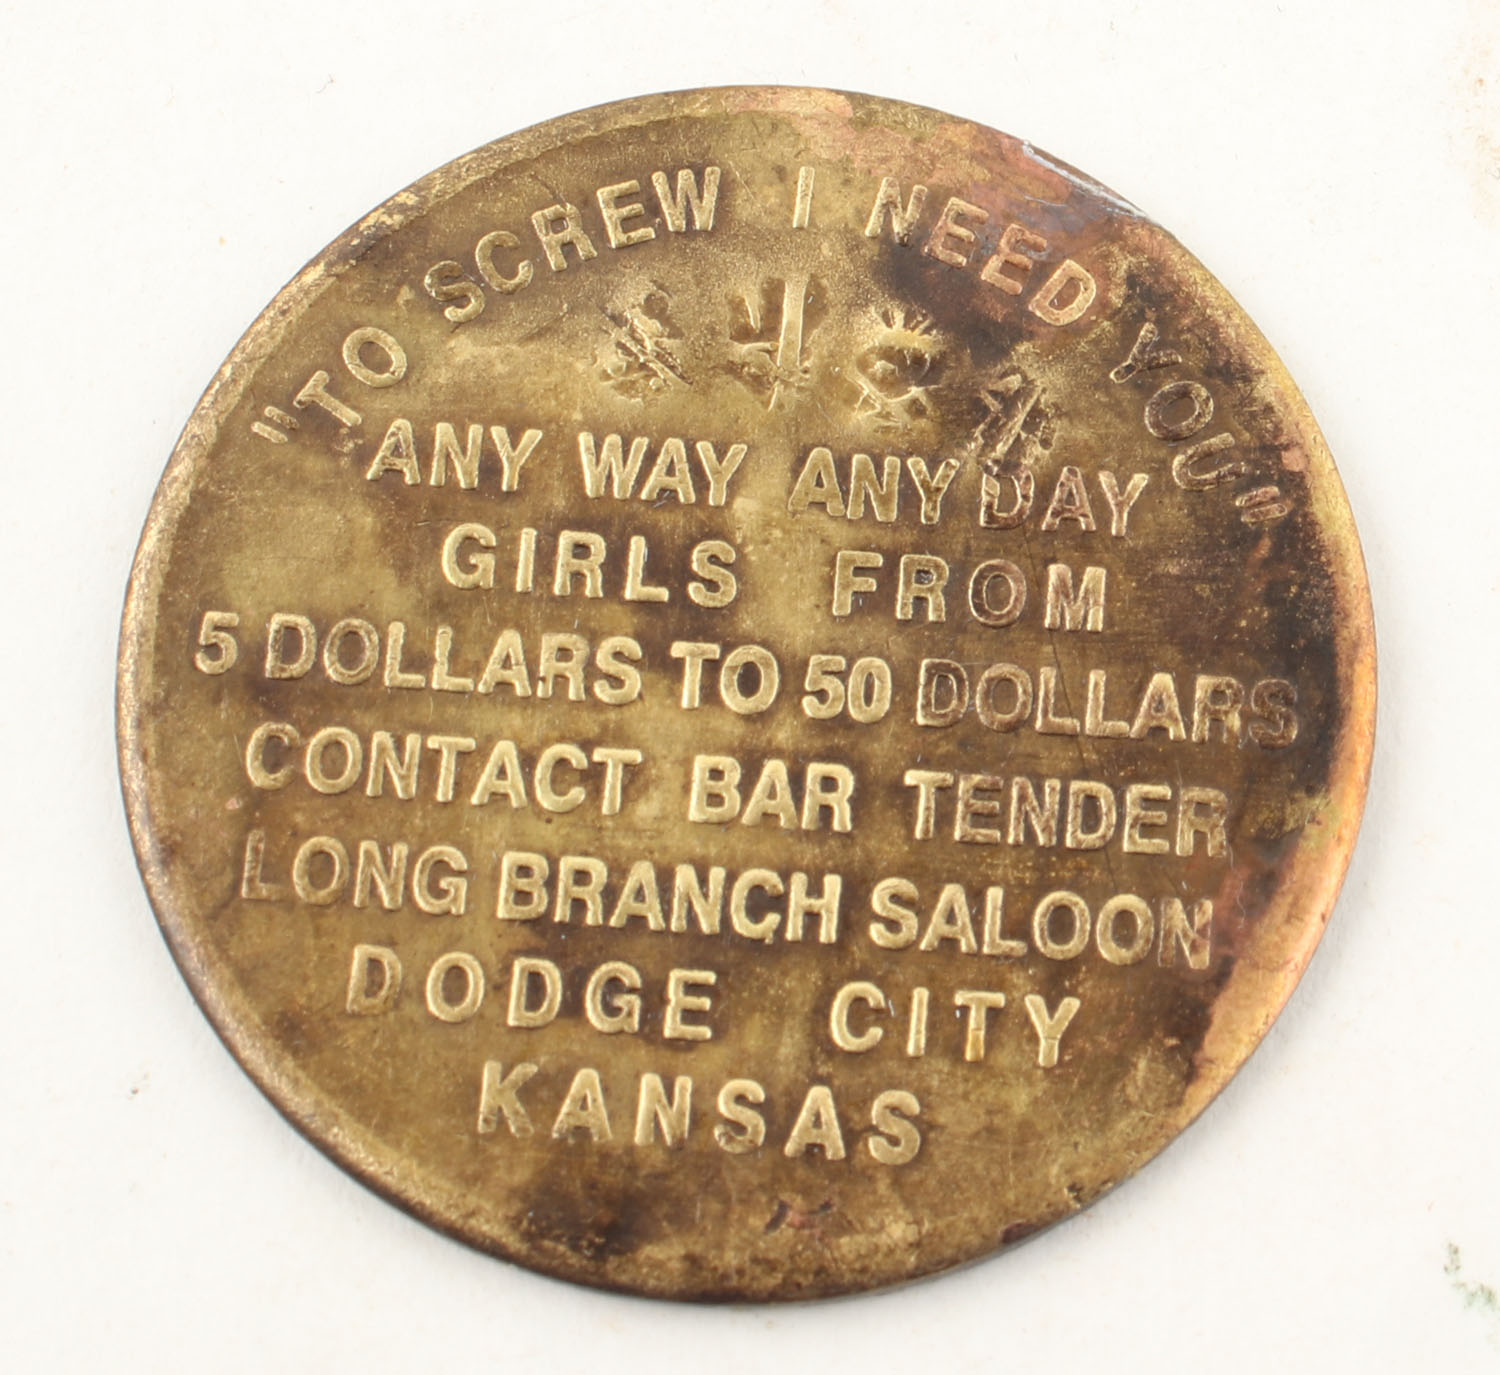 "TO SCREW I NEED YOU"
ANY WAY ANY DAY
GIRLS FROM
5 DOLLARS TO 50 DOLLARS
CONTACT BAR TENDER
LONG BRANCH SALOON
DODGE CITY
KANSAS